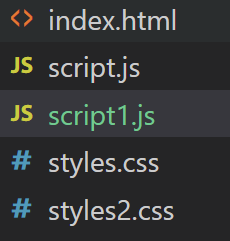 <> index.html
JS script.js
JS script1.js
# styles.css
# styles2.css